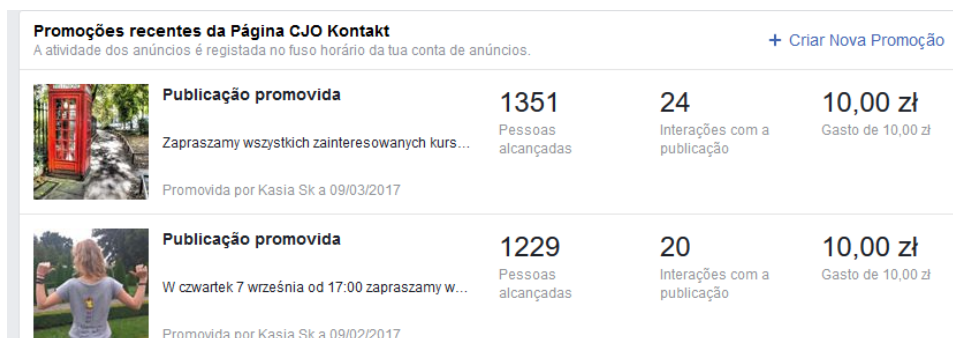 Promoções recentes da Página CJO Kontakt
A atividade dos anúncios é registada no fuso horário da tua conta de anúncios.
+ Criar Nova Promoção
Publicação promovida
Zapraszamy wszystkich zainteresowanych kurs...
Promovida por Kasia Sk a 09/03/2017
1351
Pessoas
alcançadas
24
Interações com a
publicação
10,00 zł
Gasto de 10,00 zł
Publicação promovida
W czwartek 7 września od 17:00 zapraszamy w...
Promovida por Kasia Sk a 09/02/2017
1229
Pessoas
alcançadas
20
Interações com a
publicação
10,00 zł
Gasto de 10,00 zł